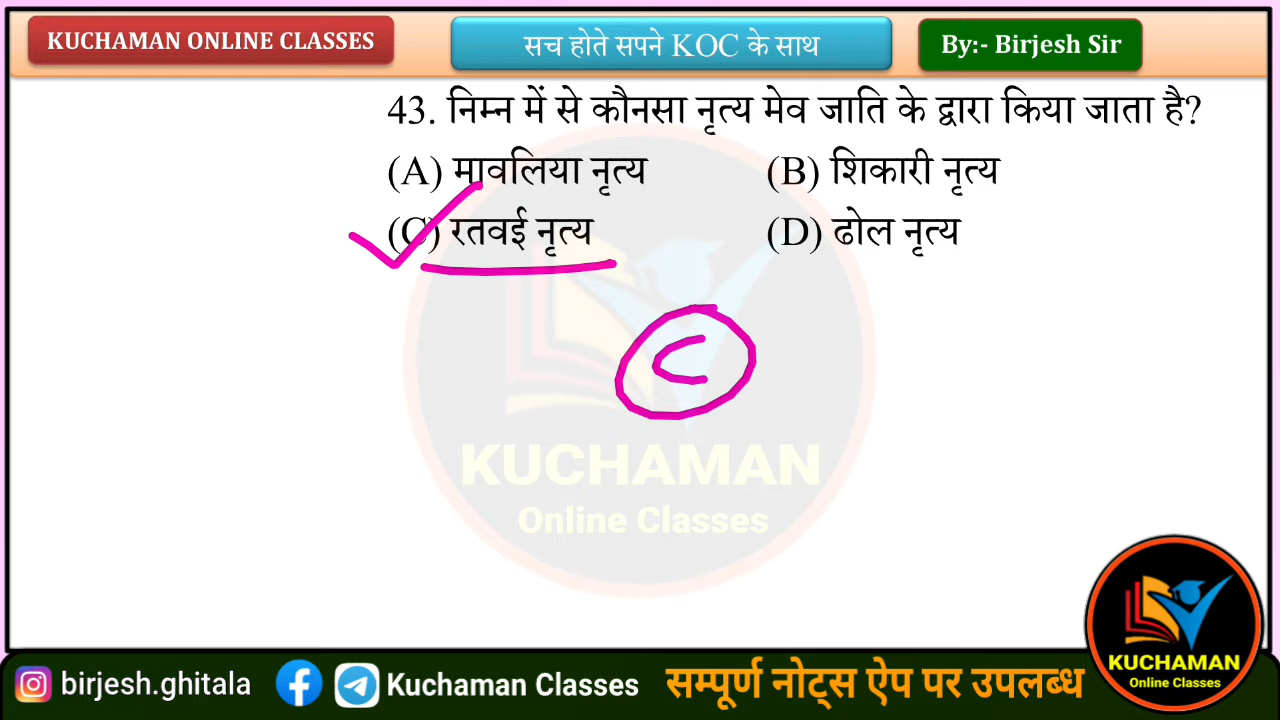 KUCHAMAN ONLINE CLASSES
सच होते सपने KOC के साथ
By:- Birjesh Sir
43. निम्न में से कौनसा नृत्य मेव जाति के द्वारा किया जाता है?
(A) मावलिया नृत्य (B) शिकारी नृत्य
(C) रतवई नृत्य (D) ढोल नृत्य
C
KUCHAMAN
Online Classes
KUCHAMAN
Online Classes
birjesh.ghitala
Kuchaman Classes
सम्पूर्ण नोट्स ऐप पर उपलब्ध